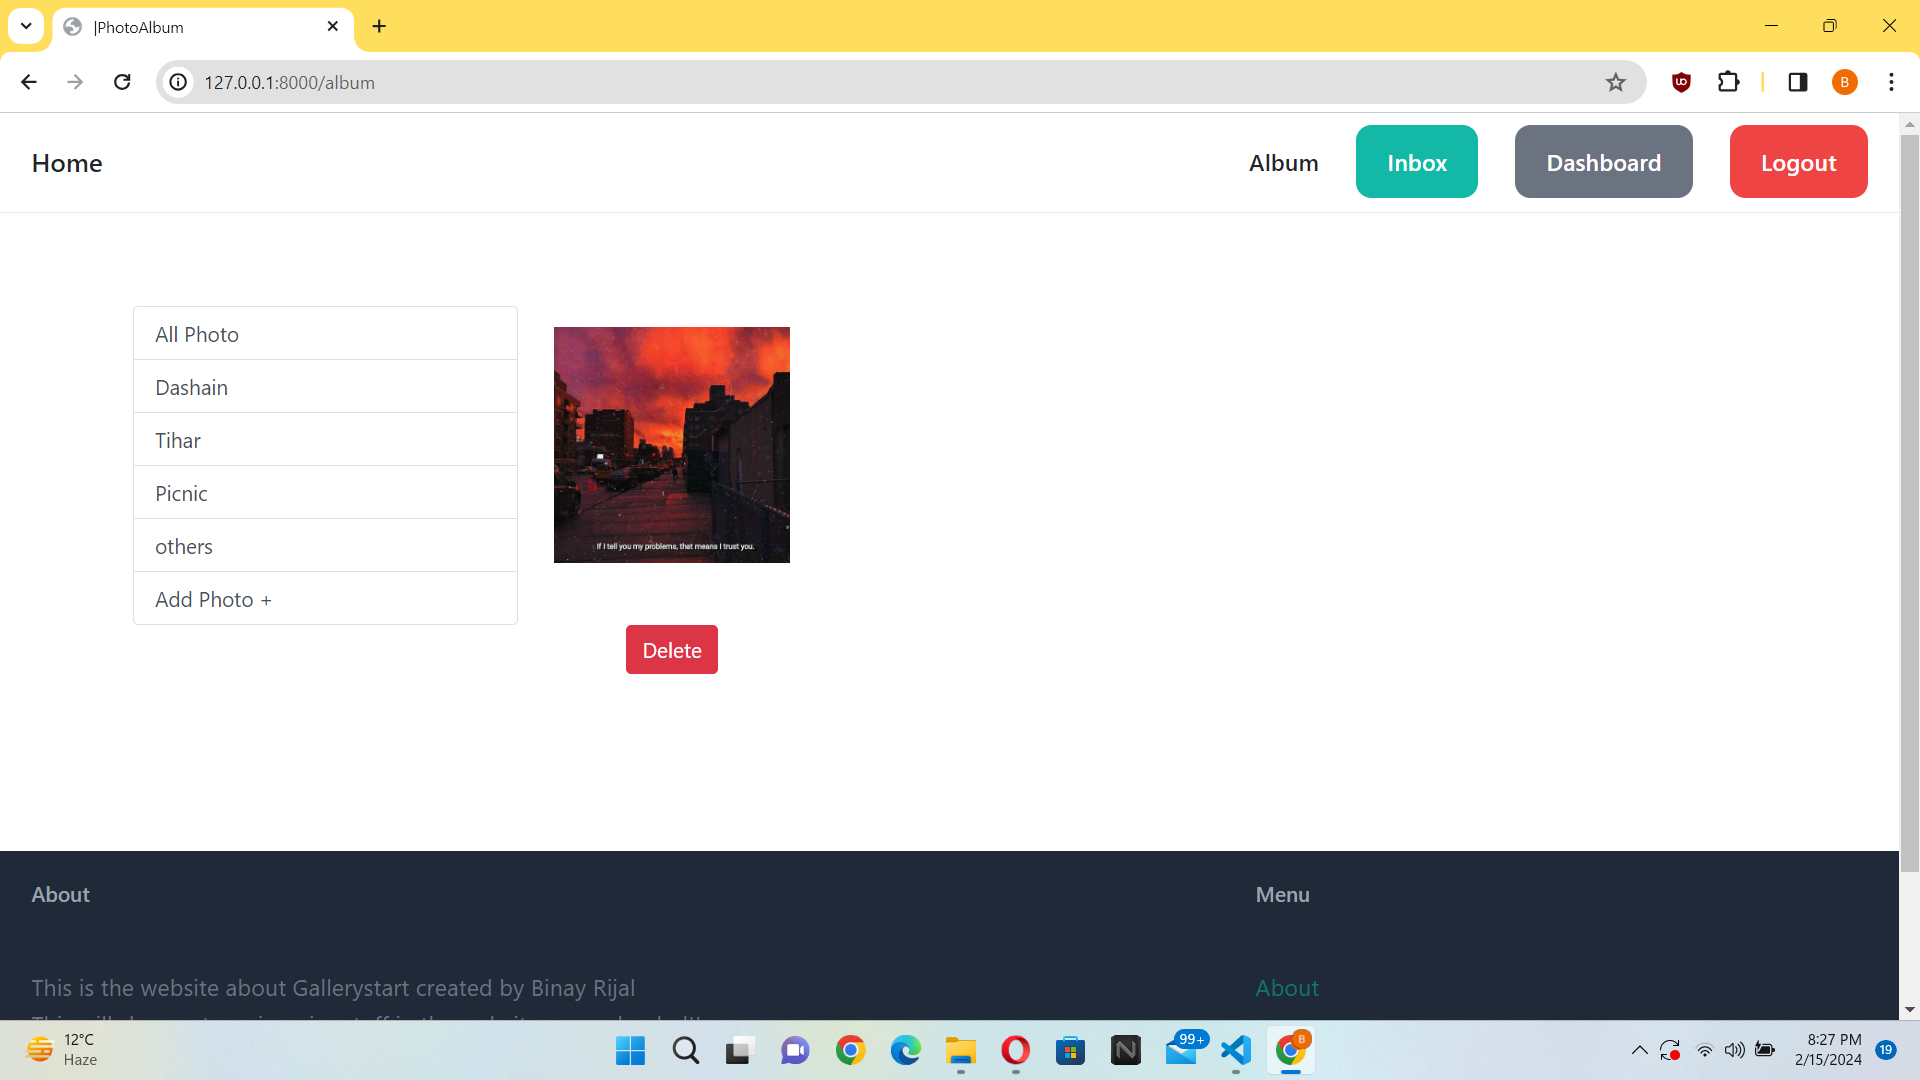 |PhotoAlbum
127.0.0.1:8000/album
B
Home
Album
Inbox
Dashboard
Logout
All Photo
Dashain
Tihar
Picnic
others
Add Photo +
If I tell you my problems, that means I trust you.
Delete
About
Menu
This is the website about Gallerystart created by Binay Rijal
About
12°C
Haze
99+
B
8:27 PM
2/15/2024
19